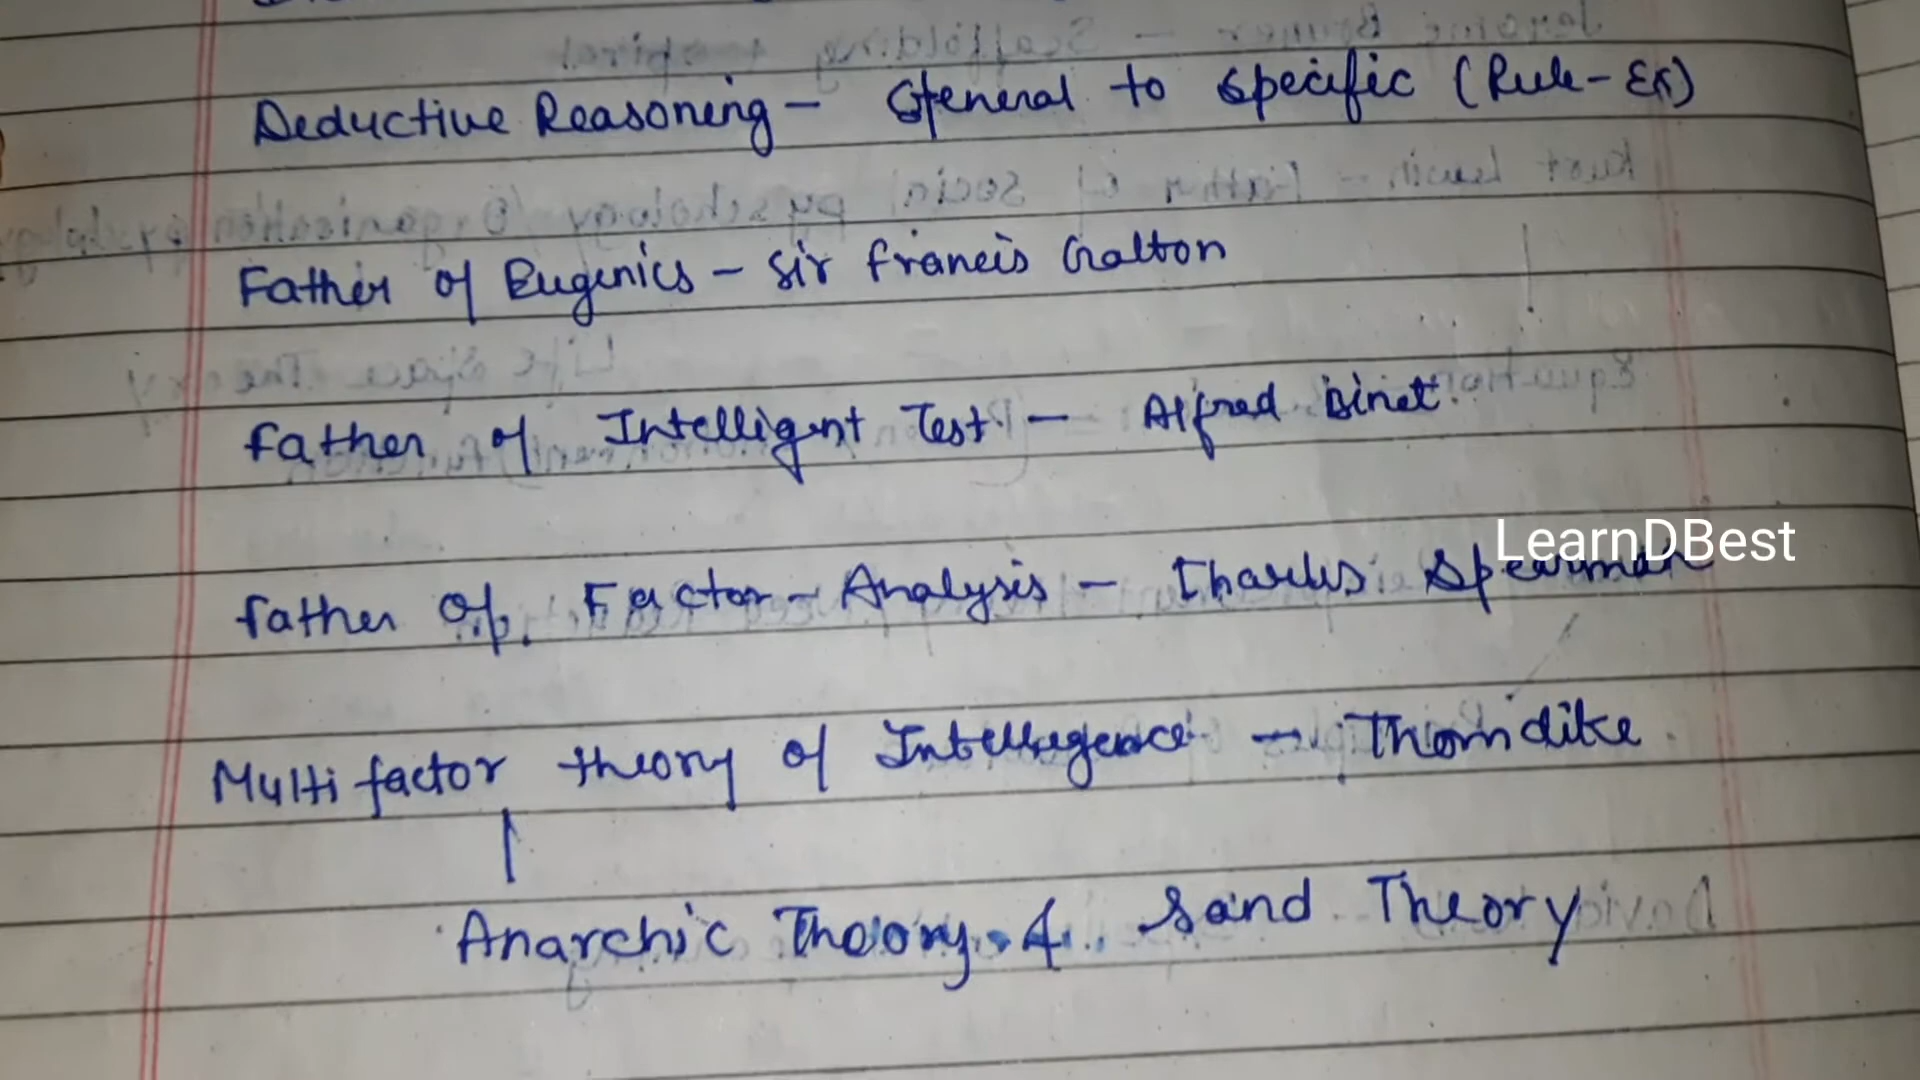 Deductive Reasoning - General to Specific (Rule-Ex)
Father of Eugenics - Sir Francis Galton
Father of Intelligent Test - Alfred Binet
LearnDBest
Father of Factor-Analysis - Charles Spearman
Multi factor theory of Intelligence - Thorndike
Anarchic Theory & Sand Theory